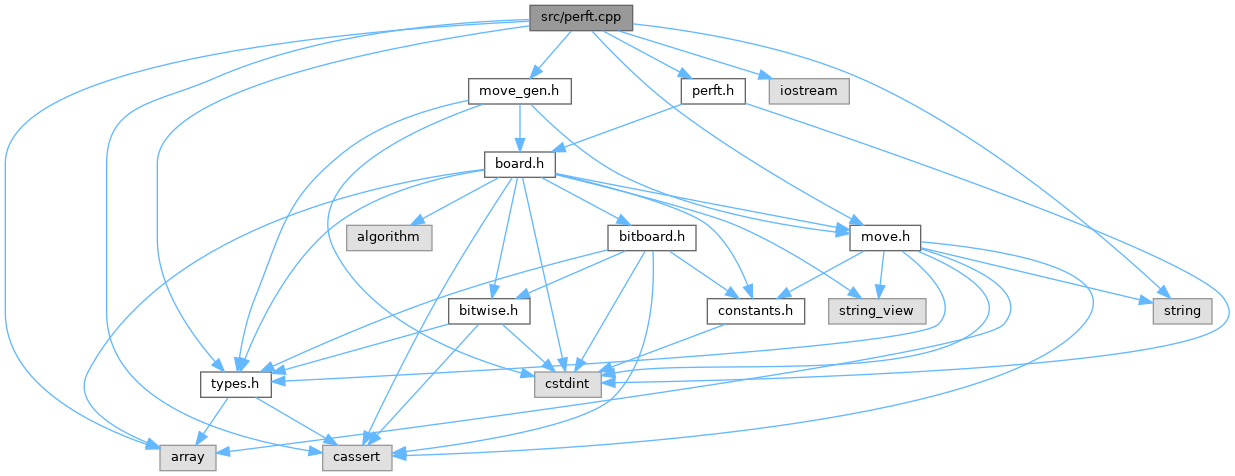 src/perft.cpp
move_gen.h
perft.h
iostream
board.h
algorithm
bitboard.h
move.h
bitwise.h
constants.h
string_view
string
types.h
cstdint
array
cassert